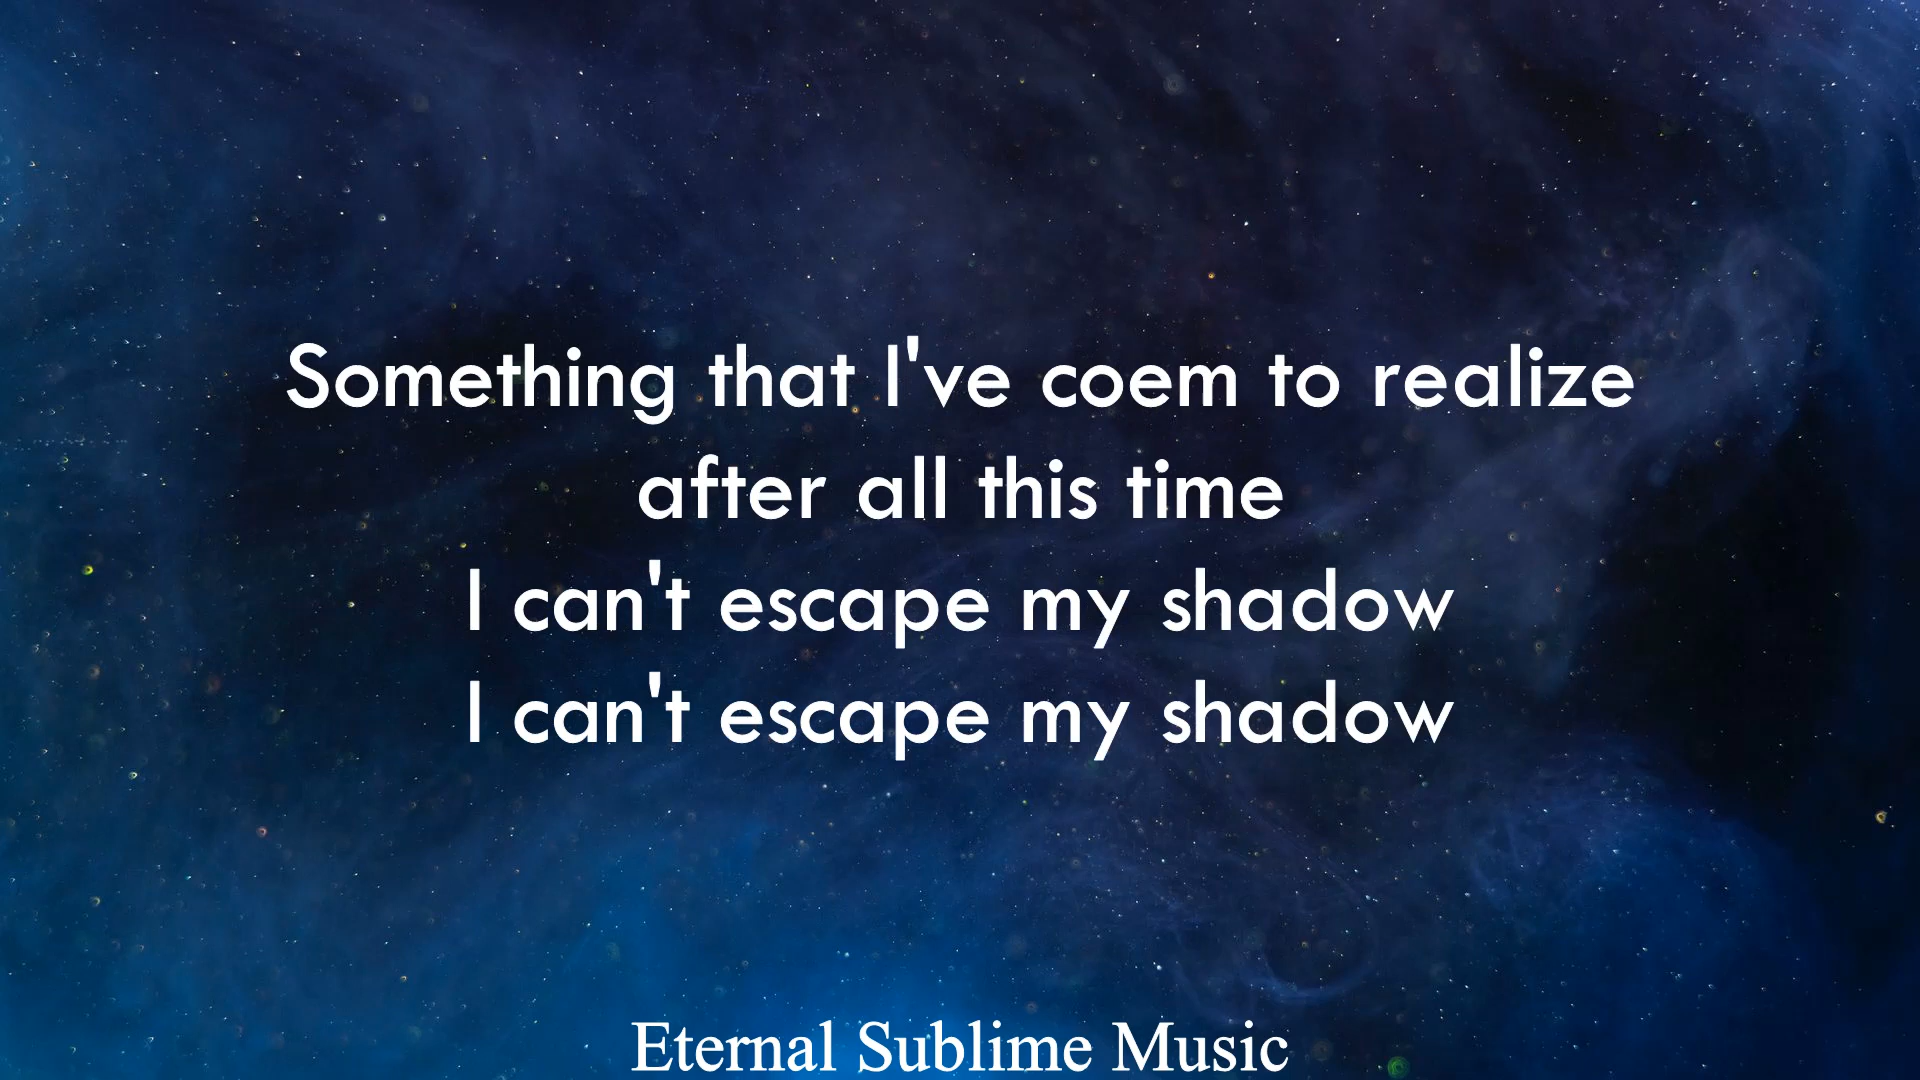 Something that I've coem to realize
after all this time
I can't escape my shadow
I can't escape my shadow
Eternal Sublime Music